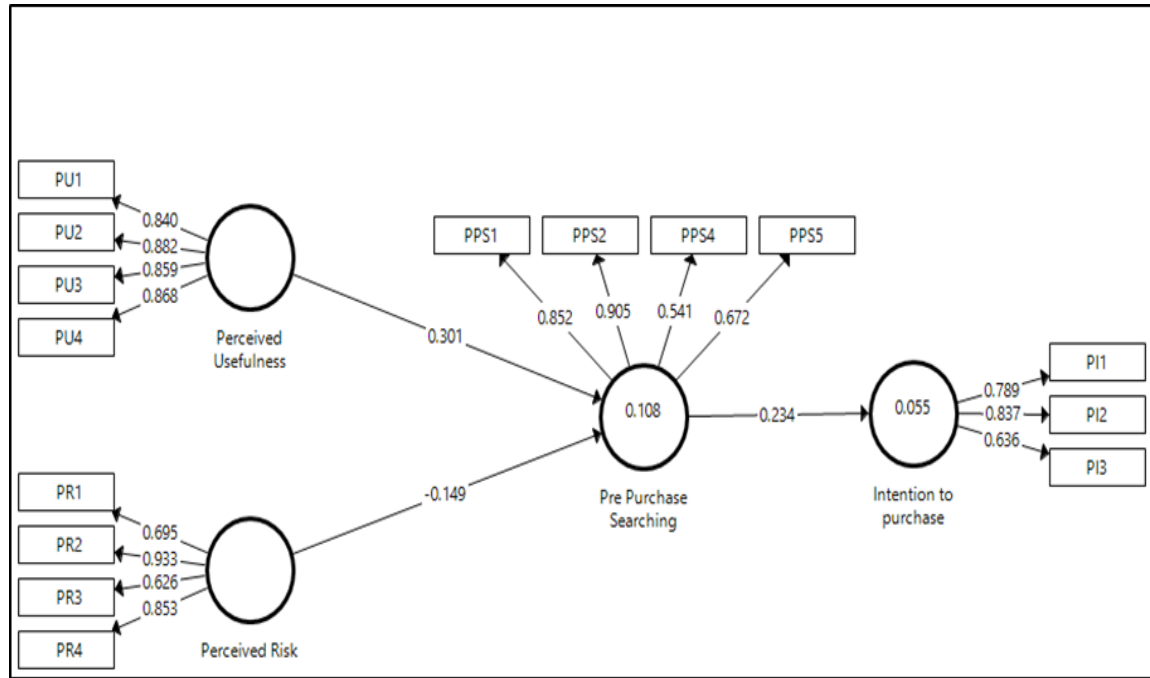 PU1
0.840
PU2
0.882
PU3
0.859
0.868
PU4
Perceived
Usefulness
PPS1
PPS2
PPS4
PPS5
0.852
0.905
0.541
0.672
0.301
0.108
Pre Purchase
Searching
0.234
0.055
Intention to
purchase
0.789
PI1
0.837
PI2
0.636
PI3
-0.149
PR1
0.695
PR2
0.933
PR3
0.626
0.853
PR4
Perceived Risk